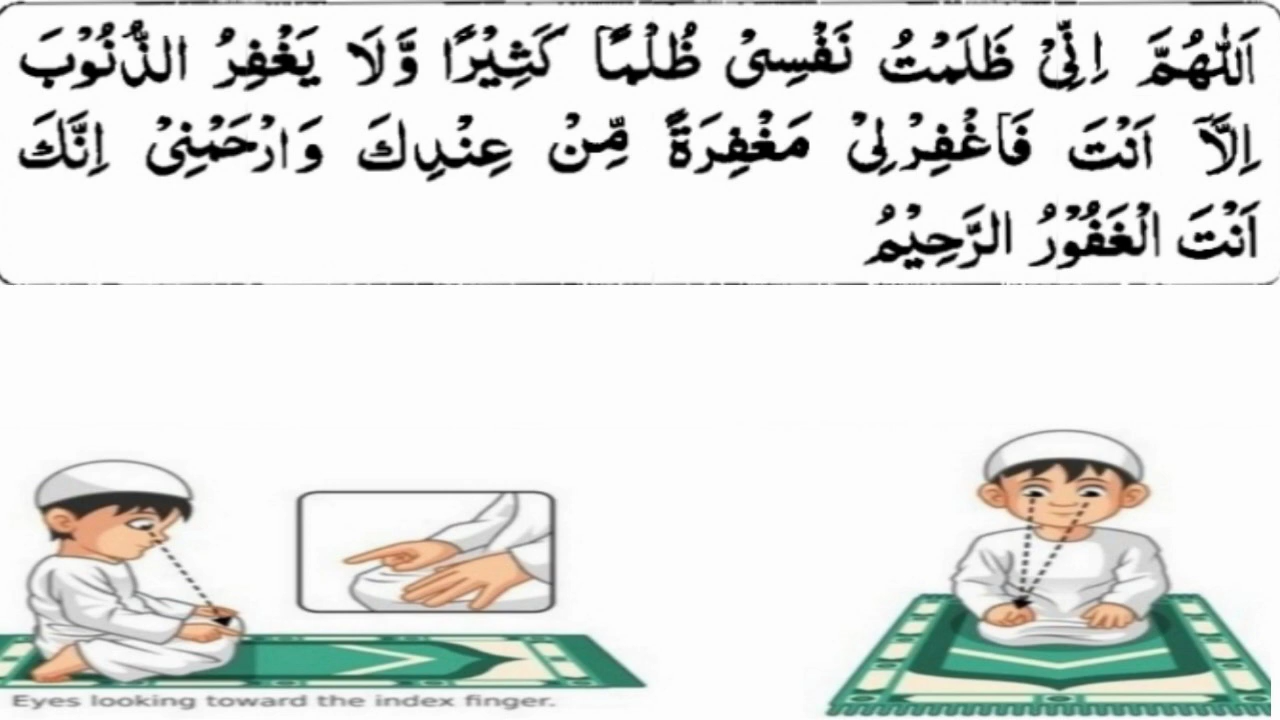 اَللّٰهُمَّ اِنِّيْ ظَلَمْتُ نَفْسِيْ ظُلْمًا كَثِيْرًا وَّلَا يَغْفِرُ الذُّنُوْبَ
اِلَّآ اَنْتَ فَاغْفِرْلِيْ مَغْفِرَةً مِّنْ عِنْدِكَ وَارْحَمْنِيْ اِنَّكَ
اَنْتَ الْغَفُوْرُ الرَّحِيْمُ
Eyes looking toward the index finger.